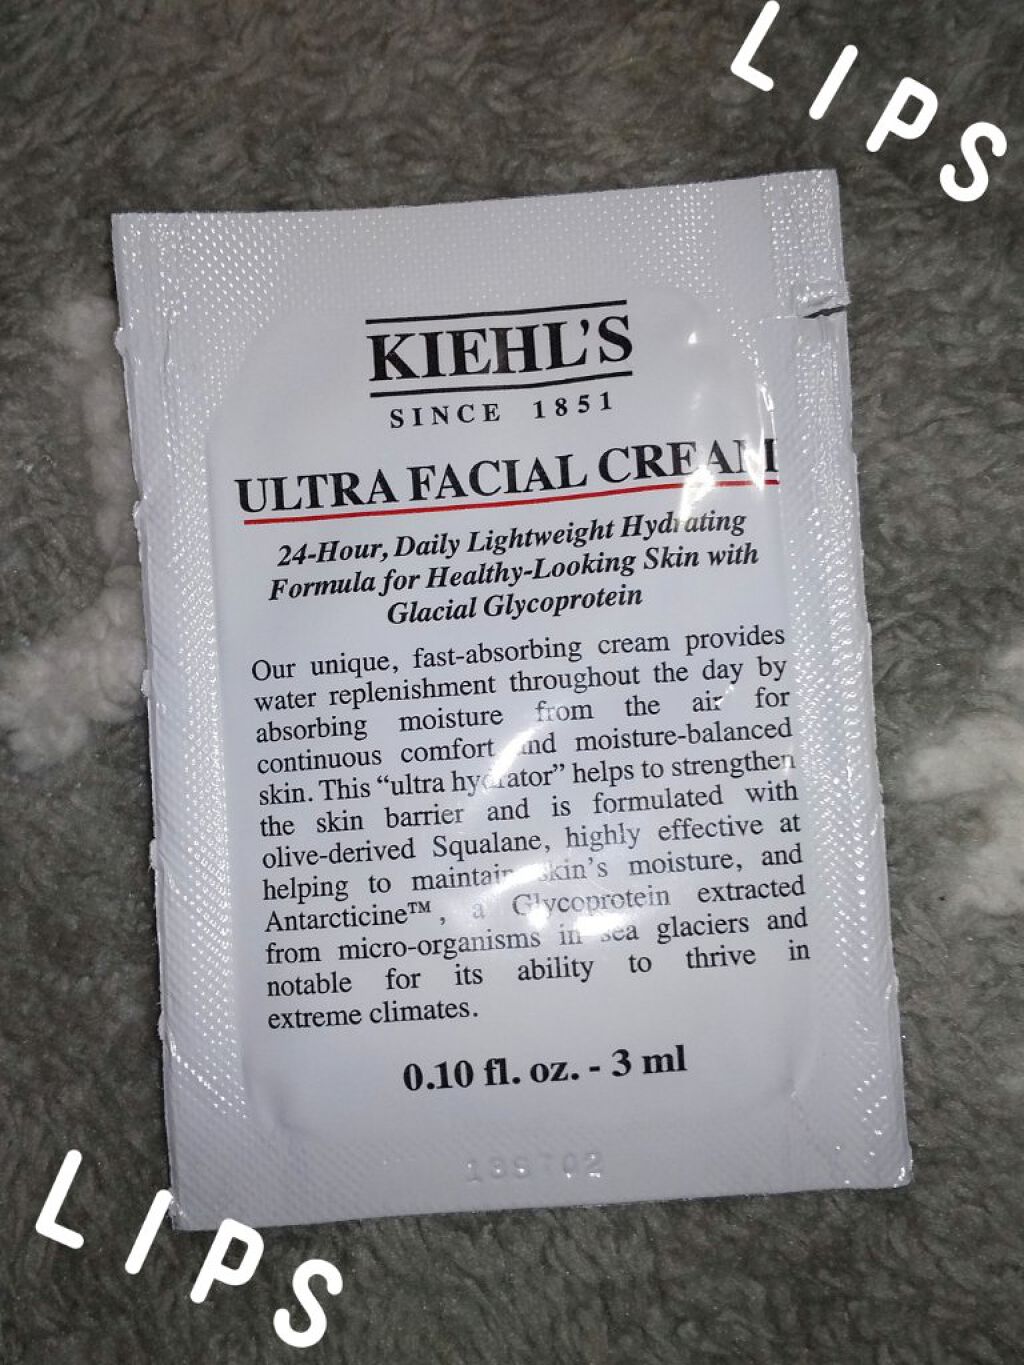 LIPS
KIEHL'S
SINCE 1851
ULTRA FACIAL CREAM
24-Hour, Daily Lightweight Hydrating
Formula for Healthy-Looking Skin with
Glacial Glycoprotein
Our unique, fast-absorbing cream provides
water replenishment throughout the day by
absorbing moisture from the air for
continuous comfort and moisture-balanced
skin. This “ultra hydrator” helps to strengthen
the skin barrier and is formulated with
olive-derived Squalane, highly effective at
helping to maintain skin's moisture, and
Antarcticine™, a Glycoprotein extracted
from micro-organisms in sea glaciers and
notable for its ability to thrive in
extreme climates.
0.10 fl. oz. - 3 ml
LIPS